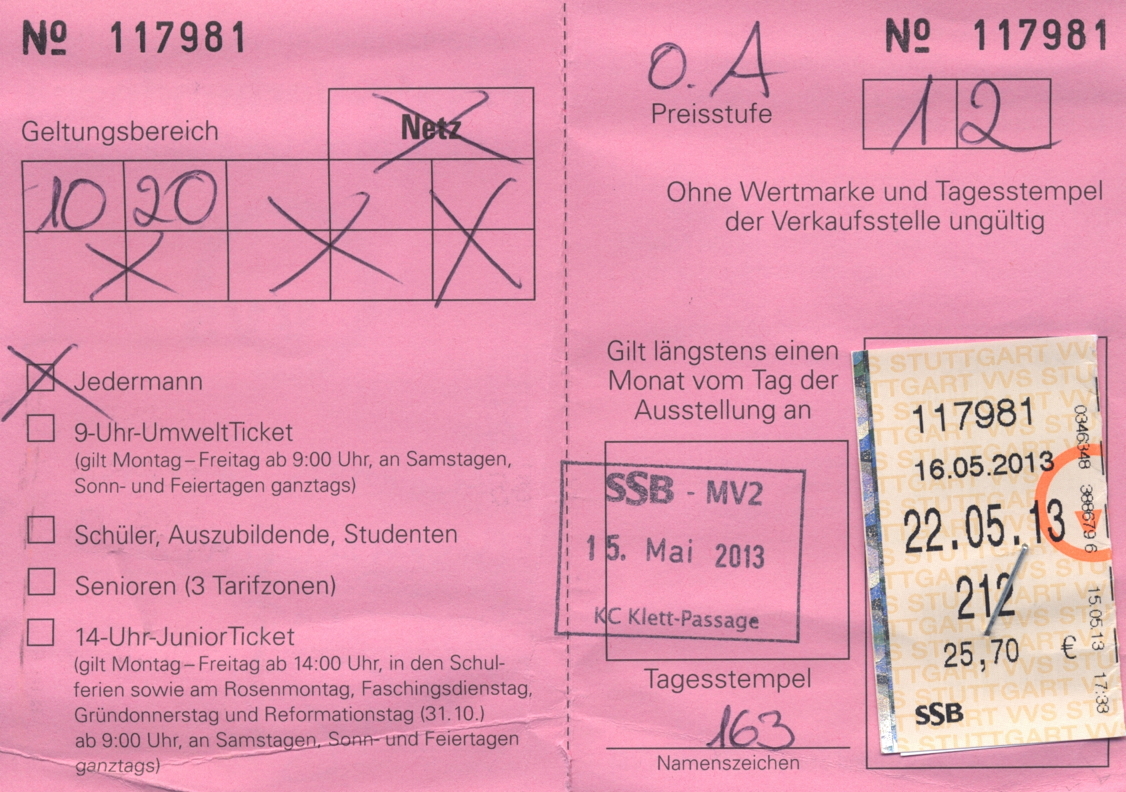 Nº 117981
Geltungsbereich
Netz
10 20
Jedermann
9-Uhr-UmweltTicket
(gilt Montag–Freitag ab 9:00 Uhr, an Samstagen,
Sonn- und Feiertagen ganztags)
Schüler, Auszubildende, Studenten
Senioren (3 Tarifzonen)
14-Uhr-JuniorTicket
(gilt Montag–Freitag ab 14:00 Uhr, in den Schul-
ferien sowie am Rosenmontag, Faschingsdienstag,
Gründonnerstag und Reformationstag (31.10.)
ab 9:00 Uhr, an Samstagen, Sonn- und Feiertagen
ganztags)
Nº 117981
O. A
Preisstufe
12
Ohne Wertmarke und Tagesstempel
der Verkaufsstelle ungültig
Gilt längstens einen
Monat vom Tag der
Ausstellung an
SSB - MV2
15. Mai 2013
KC Klett-Passage
Tagesstempel
163
Namenszeichen
117981
16.05.2013
22.05.13
212
25,70 €
SSB
15.05.13 17:33